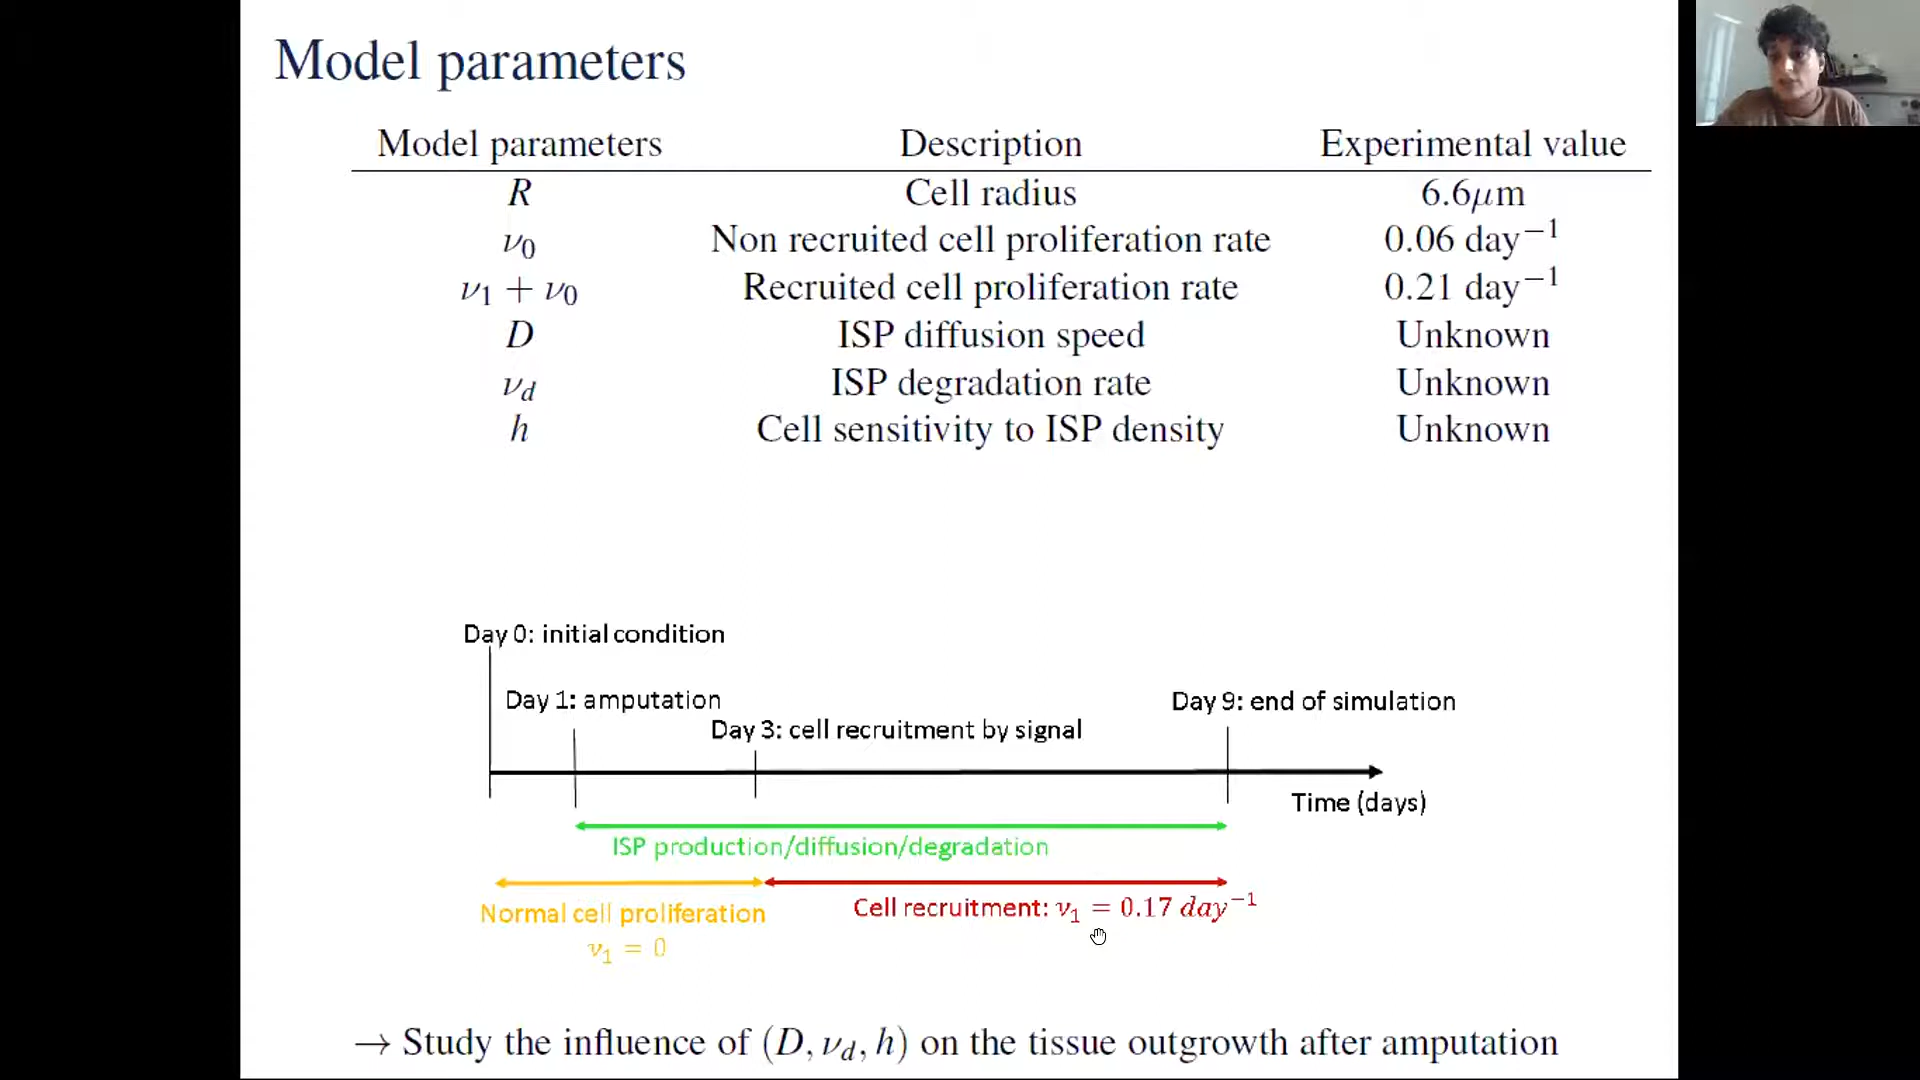 Model parameters
Model parameters Description Experimental value
R Cell radius 6.6μm
ν₀ Non recruited cell proliferation rate 0.06 day⁻¹
ν₁ + ν₀ Recruited cell proliferation rate 0.21 day⁻¹
D ISP diffusion speed Unknown
ν_d ISP degradation rate Unknown
h Cell sensitivity to ISP density Unknown
Day 0: initial condition
Day 1: amputation
Day 9: end of simulation
Day 3: cell recruitment by signal
Time (days)
ISP production/diffusion/degradation
Normal cell proliferation
ν₁ = 0
Cell recruitment: ν₁ = 0.17 day⁻¹
→ Study the influence of (D, ν_d, h) on the tissue outgrowth after amputation